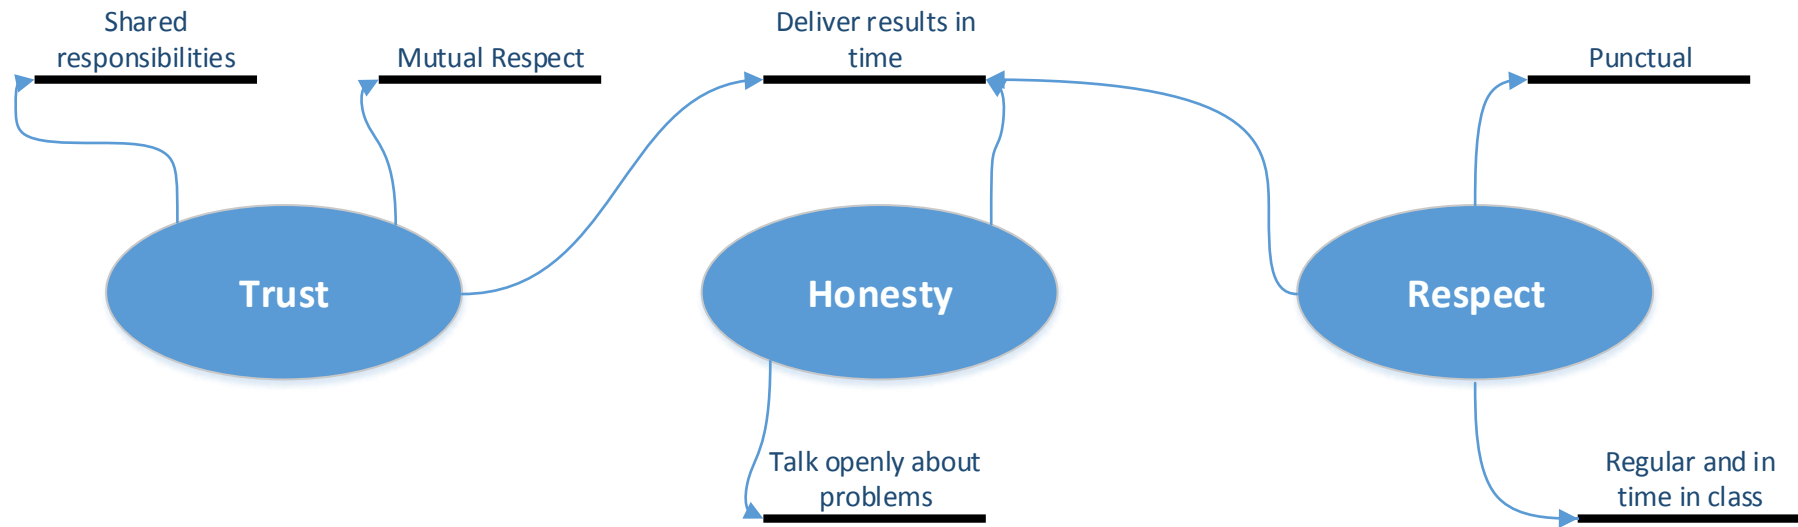 Shared
responsibilities
Mutual Respect
Deliver results in
time
Punctual
Trust
Honesty
Respect
Talk openly about
problems
Regular and in
time in class